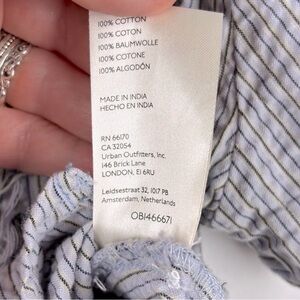 100% COTTON
100% COTON
100% BAUMWOLLE
100% COTONE
100% ALGODÓN
MADE IN INDIA
HECHO EN INDIA
RN 66170
CA 32054
Urban Outfitters, Inc.
146 Brick Lane
LONDON, E1 6RU
Leidsestraat 32, 1017 PB
Amsterdam, Netherlands
OB1466671